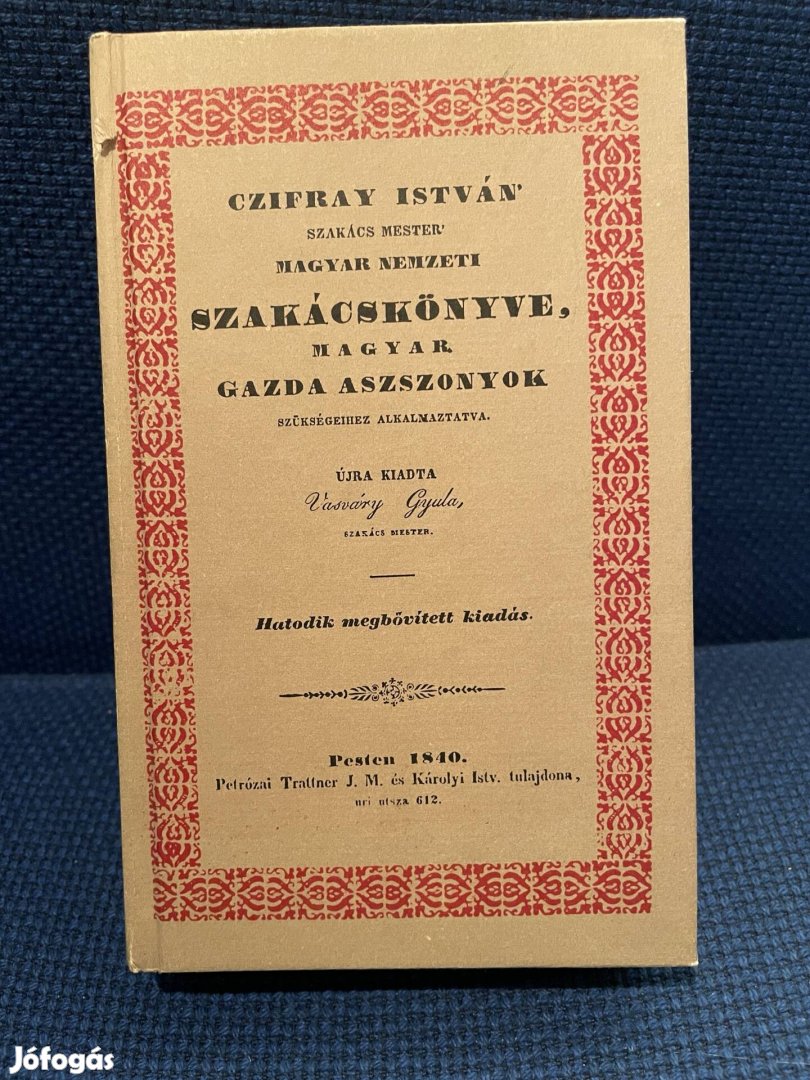 CZIFRAY ISTVÁN'
SZAKÁCS MESTER'
MAGYAR NEMZETI
SZAKÁCSKÖNYVE,
MAGYAR
GAZDA ASZSZONYOK
SZÜKSÉGEIHEZ ALKALMAZTATVA.
ÚJRA KIADTA
Vasváry Gyula,
SZAKÁCS MESTER.
Hatodik megbővített kiadás.
Pesten 1840.
Petrózai Trattner J. M. és Károlyi Istv. tulajdona,
uri utsza 612.
Jófogás